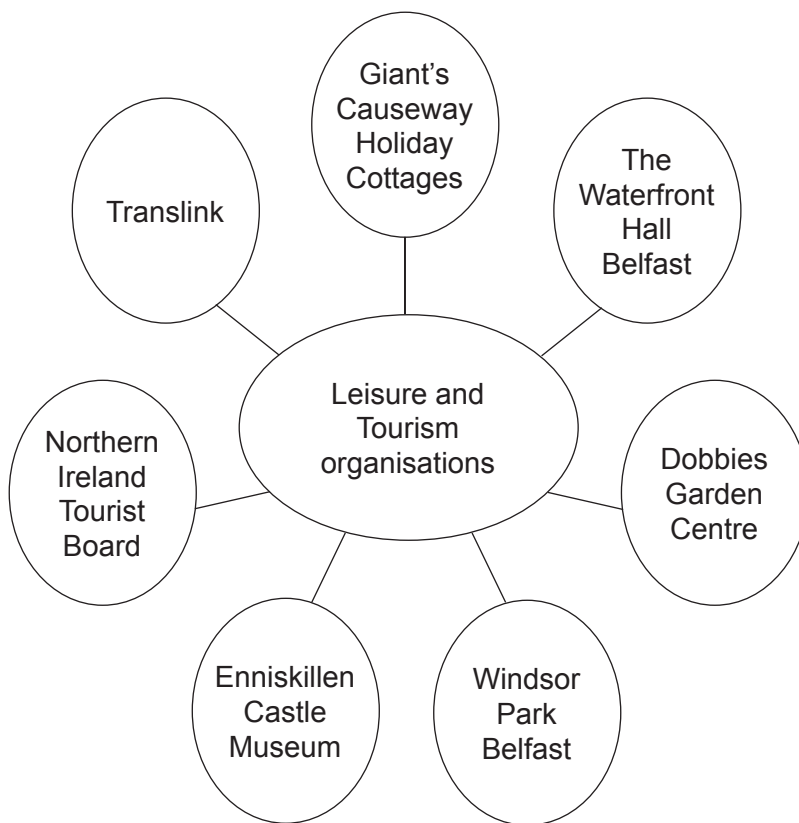 Giant’s
Causeway
Holiday
Cottages
Translink
The
Waterfront
Hall
Belfast
Leisure and
Tourism
organisations
Northern
Ireland
Tourist
Board
Dobbies
Garden
Centre
Enniskillen
Castle
Museum
Windsor
Park
Belfast